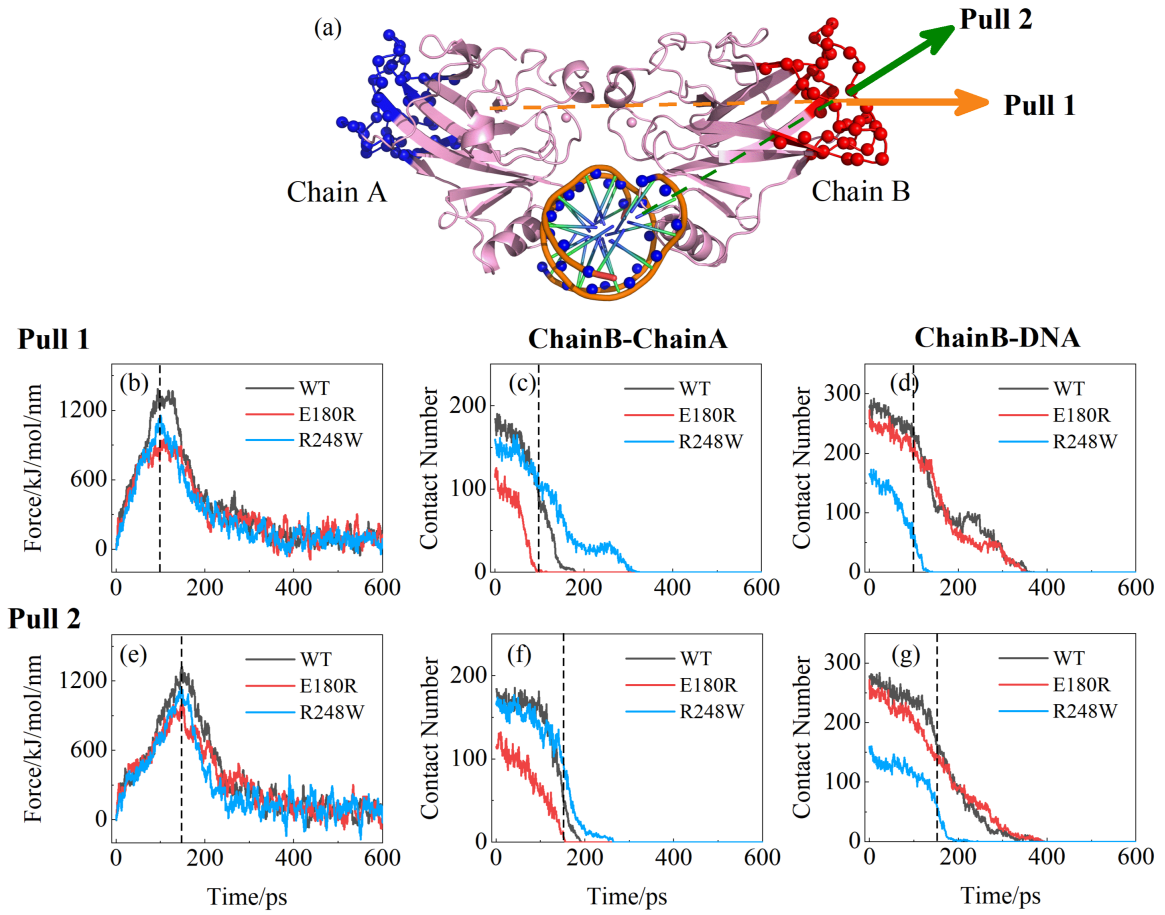 (a)
Pull 2
Pull 1
Chain A
Chain B
Pull 1
ChainB-ChainA
ChainB-DNA
(b)
WT
E180R
R248W
1200
600
0
Force/kJ/mol/nm
0
200
400
600
(c)
WT
E180R
R248W
200
100
0
Contact Number
0
200
400
600
(d)
WT
E180R
R248W
300
200
100
0
Contact Number
0
200
400
600
Pull 2
(e)
WT
E180R
R248W
1200
600
0
Force/kJ/mol/nm
0
200
400
600
Time/ps
(f)
WT
E180R
R248W
200
100
0
Contact Number
0
200
400
600
Time/ps
(g)
WT
E180R
R248W
300
200
100
0
Contact Number
0
200
400
600
Time/ps